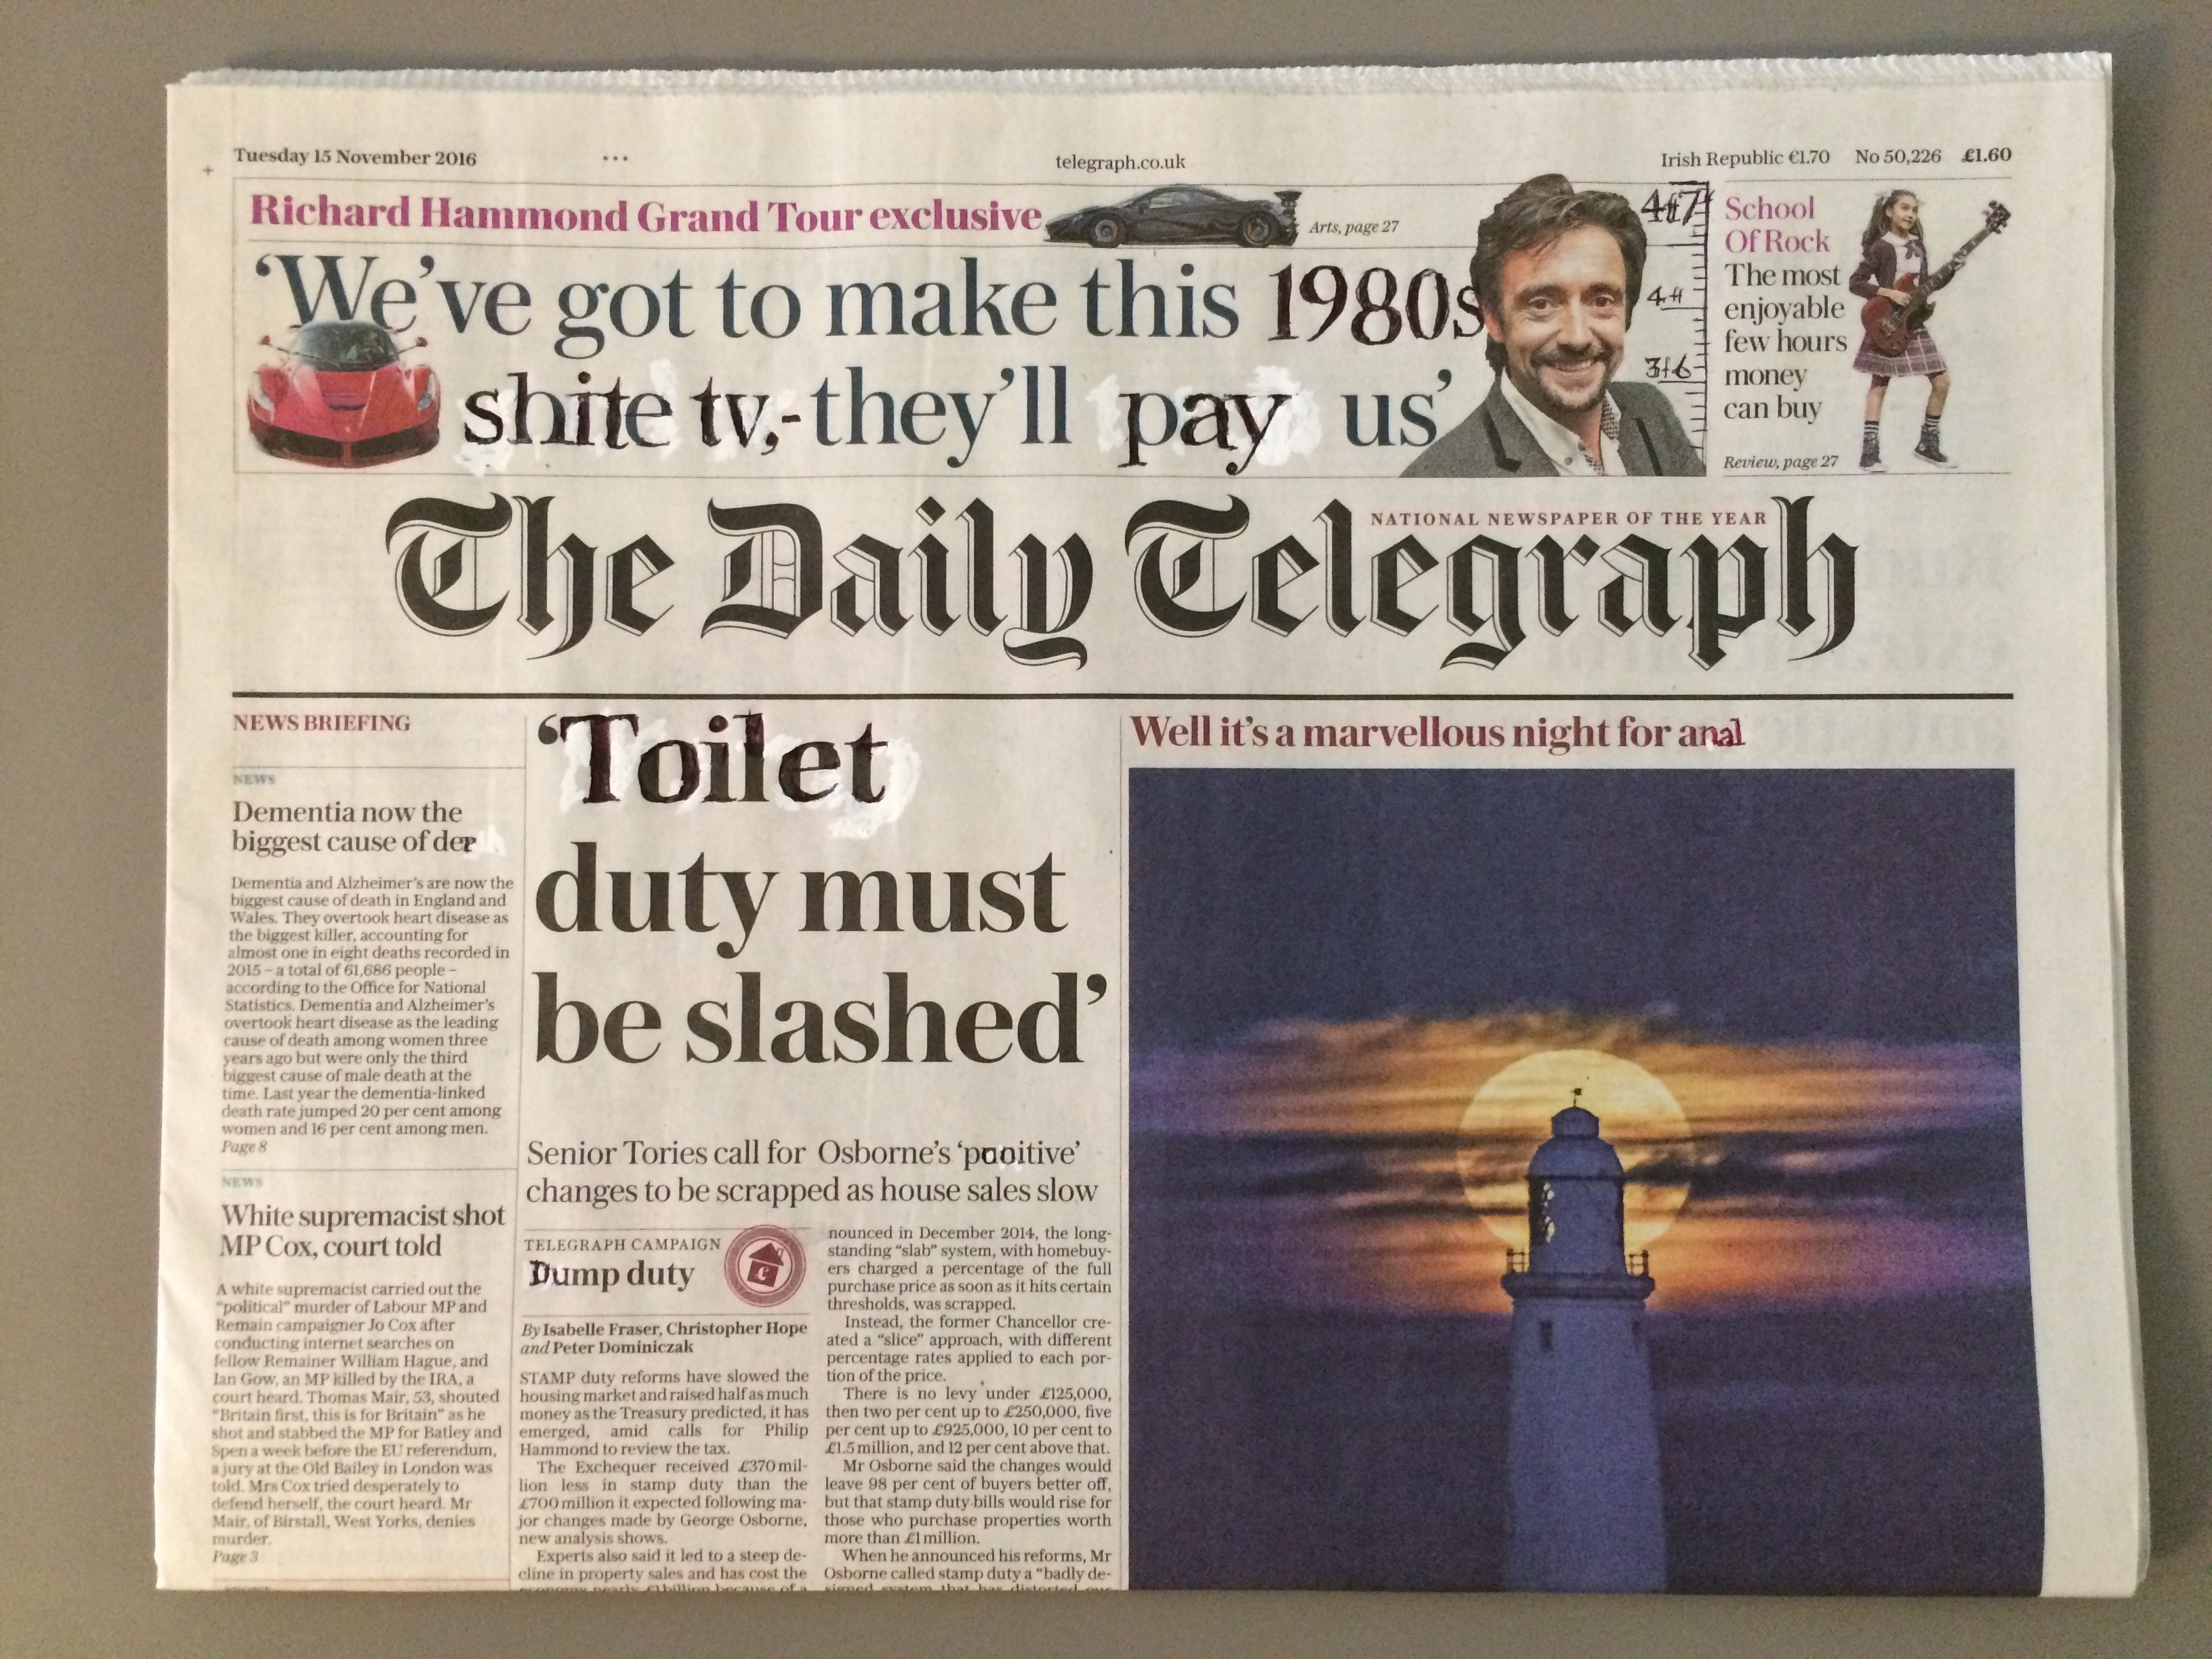 Tuesday 15 November 2016
telegraph.co.uk
Irish Republic €1.70 No 50,226 £1.60
Richard Hammond Grand Tour exclusive
Arts, page 27
‘We’ve got to make this 1980s
shite tv,- they’ll pay us’
4f7
4ft
3f6
School
Of Rock
The most
enjoyable
few hours
money
can buy
Review, page 27
NATIONAL NEWSPAPER OF THE YEAR
The Daily Telegraph
NEWS BRIEFING
NEWS
Dementia now the
biggest cause of der
Dementia and Alzheimer’s are now the
biggest cause of death in England and
Wales. They overtook heart disease as
the biggest killer, accounting for
almost one in eight deaths recorded in
2015 – a total of 61,686 people –
according to the Office for National
Statistics. Dementia and Alzheimer’s
overtook heart disease as the leading
cause of death among women three
years ago but were only the third
biggest cause of male death at the
time. Last year the dementia-linked
death rate jumped 20 per cent among
women and 16 per cent among men.
Page 8
NEWS
White supremacist shot
MP Cox, court told
A white supremacist carried out the
“political” murder of Labour MP and
Remain campaigner Jo Cox after
conducting internet searches on
fellow Remainer William Hague, and
Ian Gow, an MP killed by the IRA, a
court heard. Thomas Mair, 53, shouted
“Britain first, this is for Britain” as he
shot and stabbed the MP for Batley and
Spen a week before the EU referendum,
a jury at the Old Bailey in London was
told. Mrs Cox tried desperately to
defend herself, the court heard. Mr
Mair, of Birstall, West Yorks, denies
murder.
Page 3
‘Toilet
duty must
be slashed’
Senior Tories call for Osborne’s ‘pooitive’
changes to be scrapped as house sales slow
TELEGRAPH CAMPAIGN
Dump duty
By Isabelle Fraser, Christopher Hope
and Peter Dominiczak
STAMP duty reforms have slowed the
housing market and raised half as much
money as the Treasury predicted, it has
emerged, amid calls for Philip
Hammond to review the tax.
The Exchequer received £370 mil-
lion less in stamp duty than the
£700 million it expected following ma-
jor changes made by George Osborne,
new analysis shows.
Experts also said it led to a steep de-
cline in property sales and has cost the
economy nearly £1 billion because of a
nounced in December 2014, the long-
standing “slab” system, with homebuy-
ers charged a percentage of the full
purchase price as soon as it hits certain
thresholds, was scrapped.
Instead, the former Chancellor cre-
ated a “slice” approach, with different
percentage rates applied to each por-
tion of the price.
There is no levy under £125,000,
then two per cent up to £250,000, five
per cent up to £925,000, 10 per cent to
£1.5 million, and 12 per cent above that.
Mr Osborne said the changes would
leave 98 per cent of buyers better off,
but that stamp duty bills would rise for
those who purchase properties worth
more than £1 million.
When he announced his reforms, Mr
Osborne called stamp duty a “badly de-
signed system that has distorted our
Well it’s a marvellous night for anal